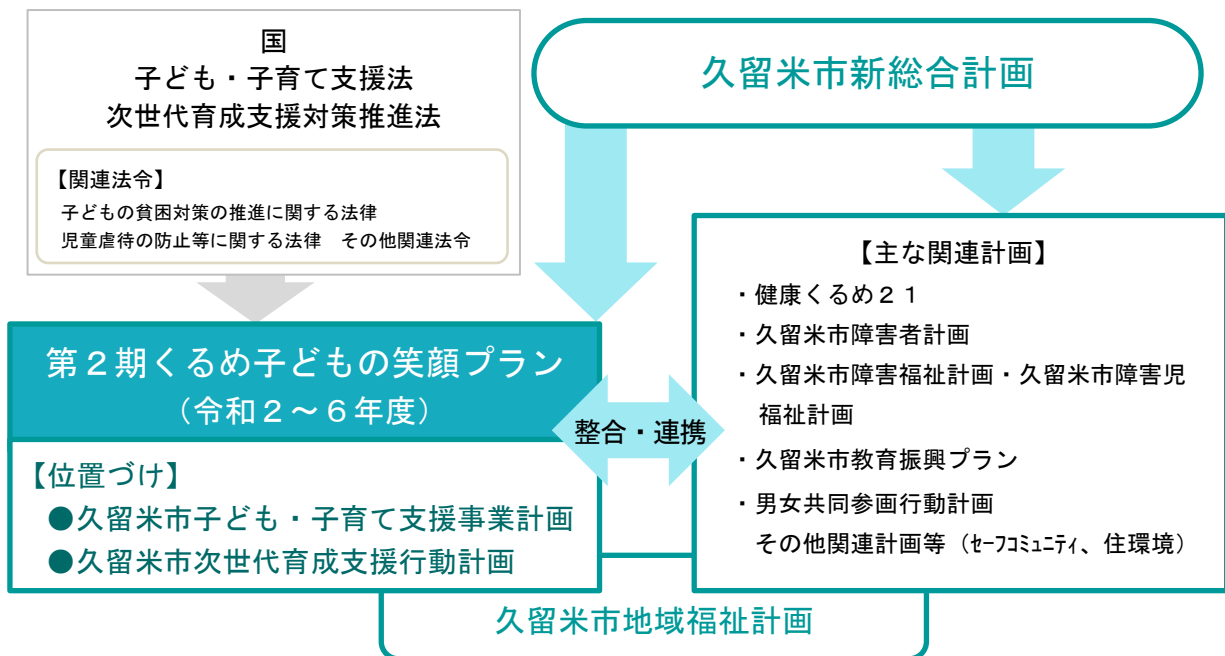 国
子ども・子育て支援法
次世代育成支援対策推進法
【関連法令】
子どもの貧困対策の推進に関する法律
児童虐待の防止等に関する法律　その他関連法令
久留米市新総合計画
第２期くるめ子どもの笑顔プラン
（令和２～６年度）
【位置づけ】
●久留米市子ども・子育て支援事業計画
●久留米市次世代育成支援行動計画
整合・連携
【主な関連計画】
・健康くるめ２１
・久留米市障害者計画
・久留米市障害福祉計画・久留米市障害児
福祉計画
・久留米市教育振興プラン
・男女共同参画行動計画
その他関連計画等（ｾｰﾌｺﾐｭﾆﾃｨ、住環境）
久留米市地域福祉計画